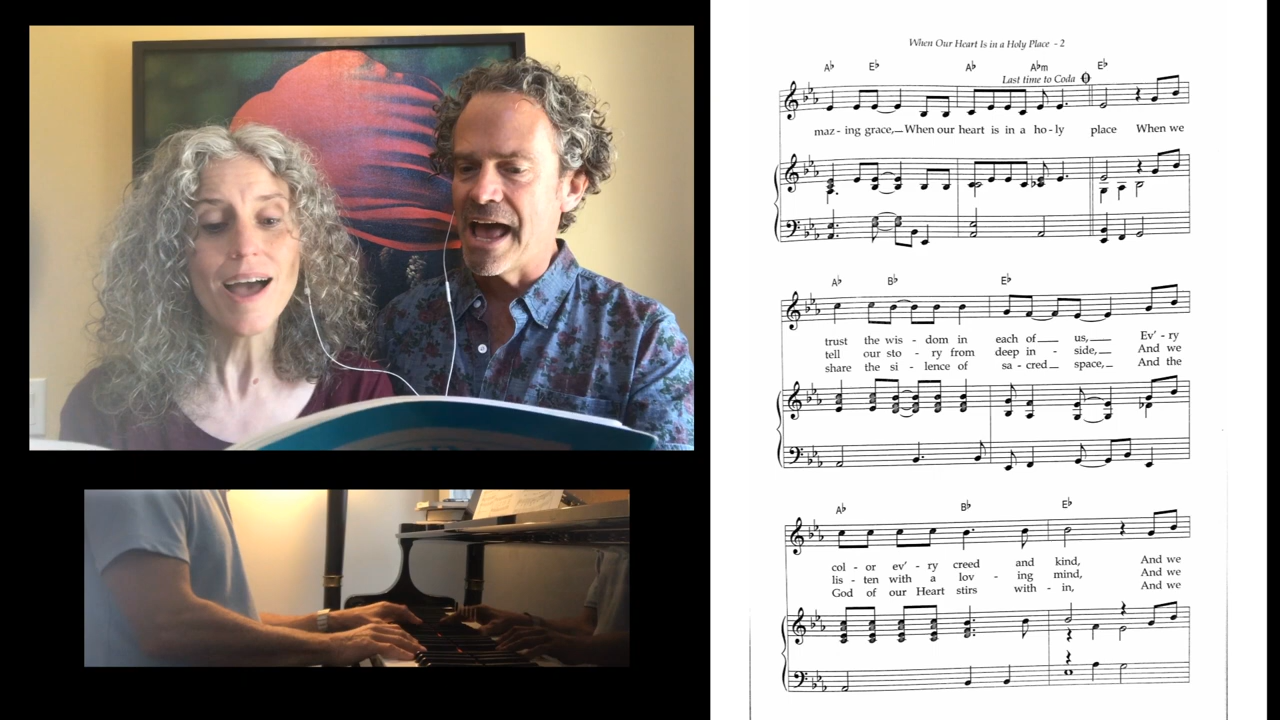 When Our Heart Is in a Holy Place - 2
A♭ E♭ A♭ A♭m E♭
Last time to Coda
maz - ing grace, When our heart is in a ho - ly place When we
A♭ B♭ E♭
trust the wis - dom in each of us, Ev' - ry
tell our sto - ry from deep in - side, And we
share the si - lence of sa - cred space, And the
A♭ B♭ E♭
col - or ev' - ry creed and kind, And we
lis - ten with a lov - ing mind, And we
God of our Heart stirs with - in, And we